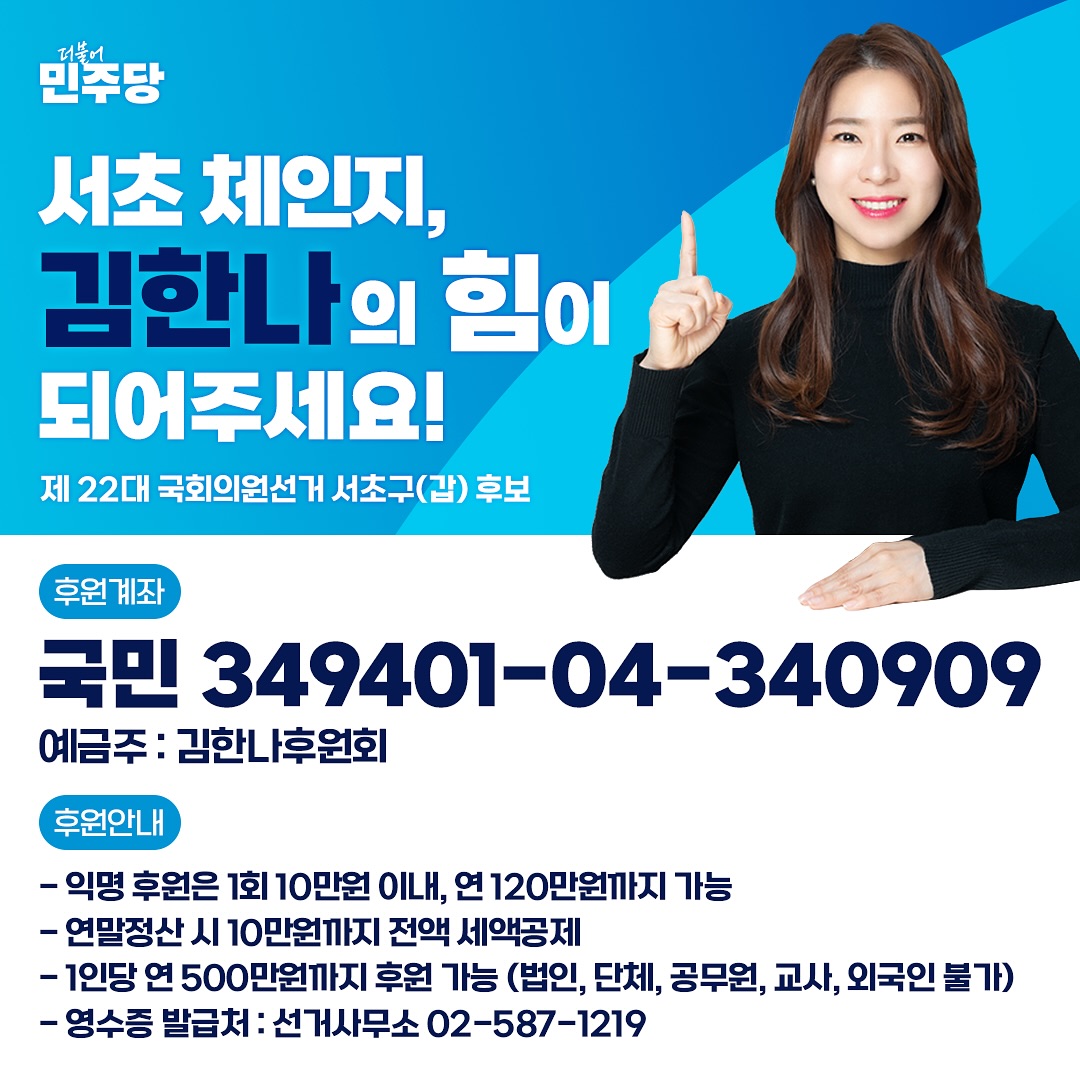 더불어
민주당
서초 체인지,
김한나의 힘이
되어주세요!
제 22대 국회의원선거 서초구(갑) 후보
후원계좌
국민 349401-04-340909
예금주 : 김한나후원회
후원안내
- 익명 후원은 1회 10만원 이내, 연 120만원까지 가능
- 연말정산 시 10만원까지 전액 세액공제
- 1인당 연 500만원까지 후원 가능 (법인, 단체, 공무원, 교사, 외국인 불가)
- 영수증 발급처 : 선거사무소 02-587-1219